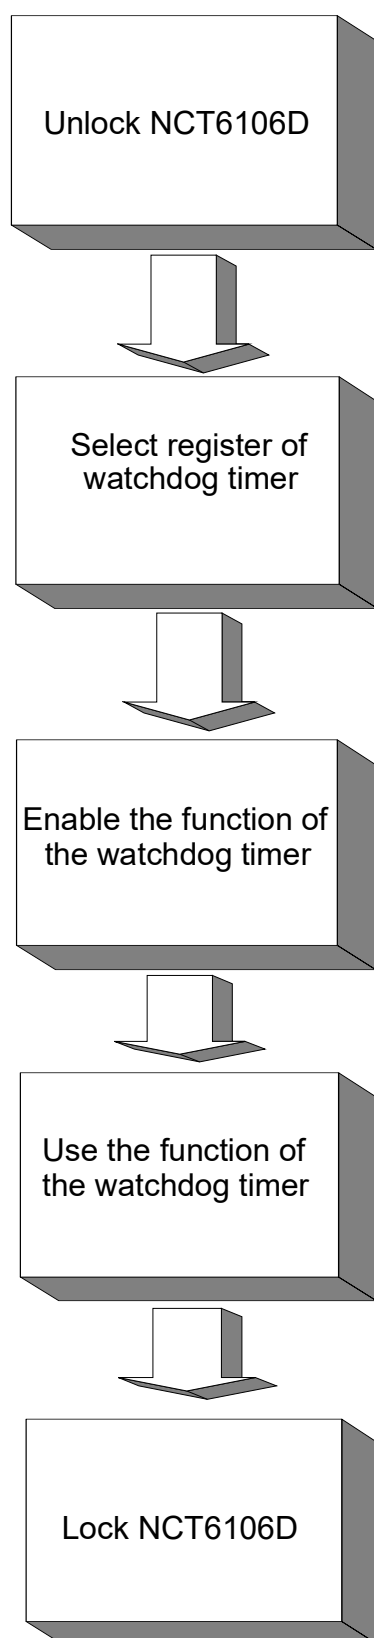 Unlock NCT6106D
Select register of
watchdog timer
Enable the function of
the watchdog timer
Use the function of
the watchdog timer
Lock NCT6106D